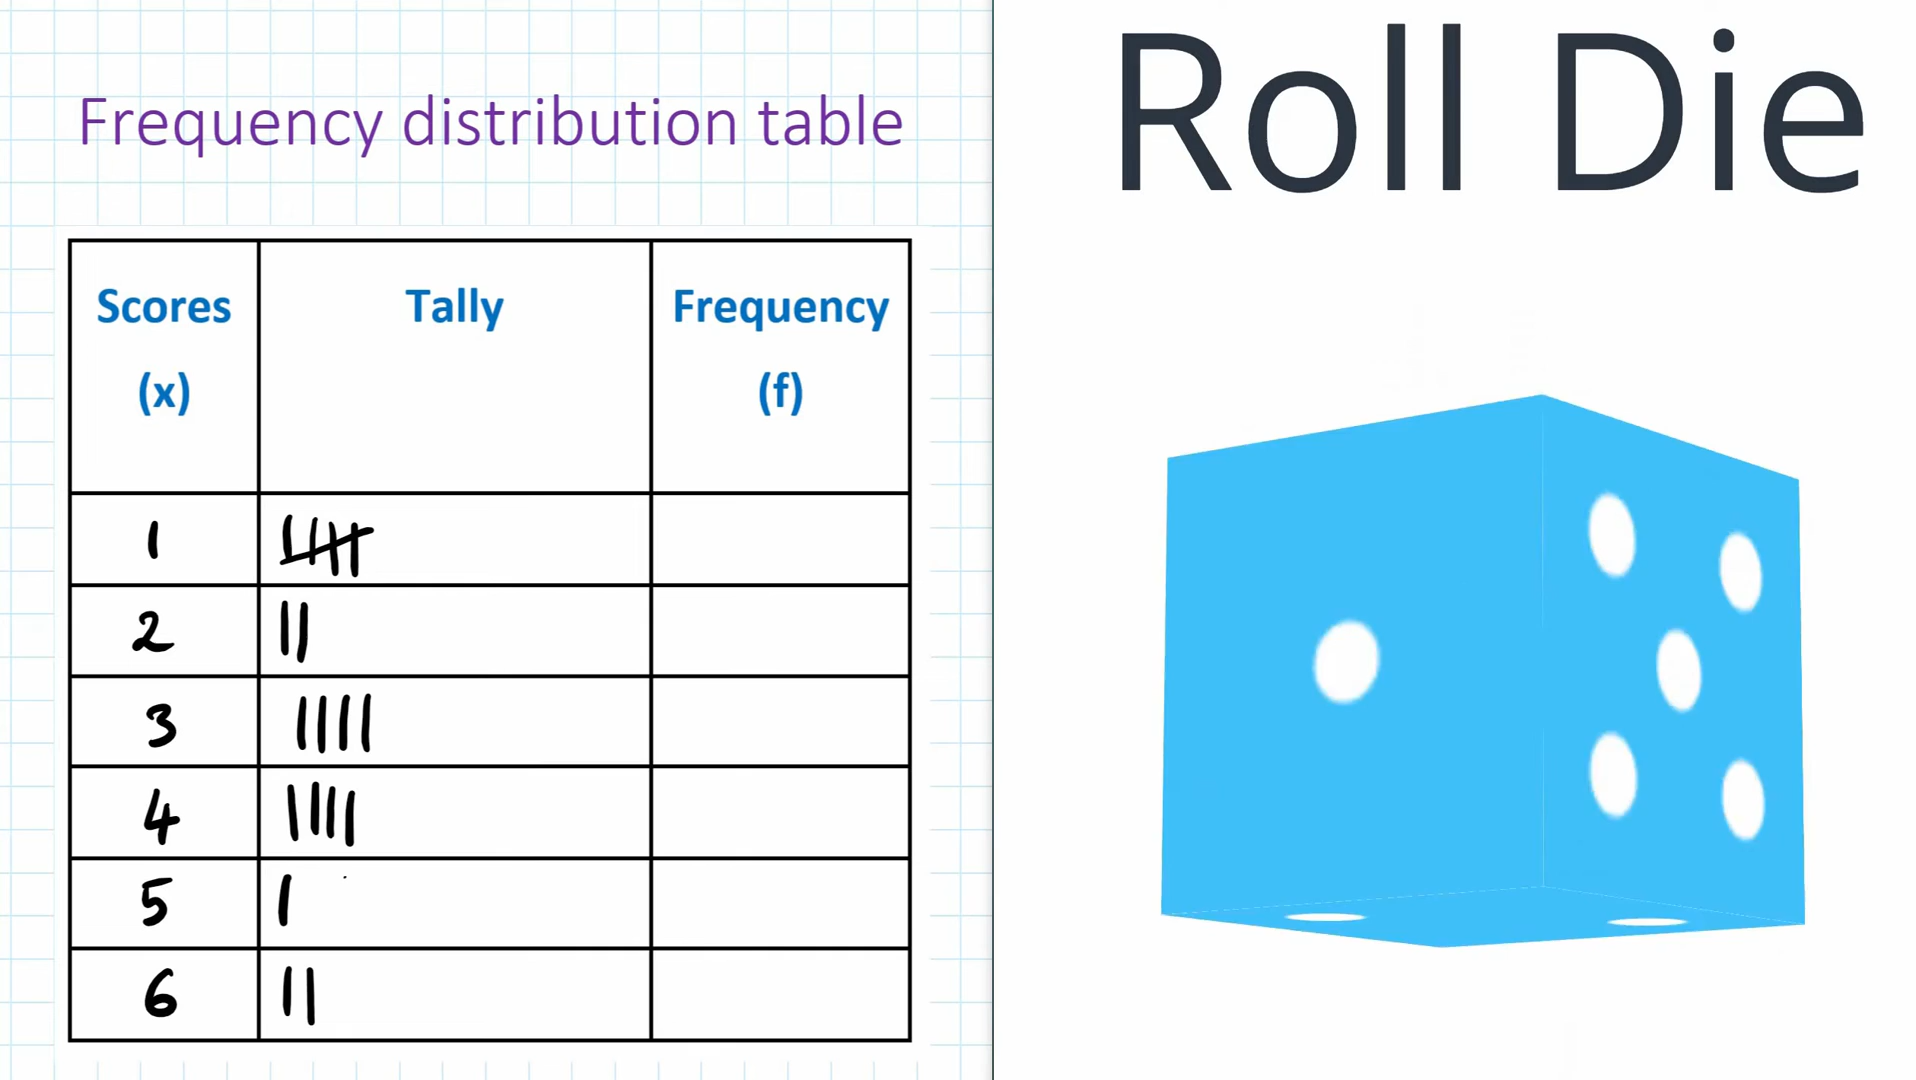 Frequency distribution table
Roll Die
Scores (x) Tally Frequency (f)
1
2
3
4
5
6